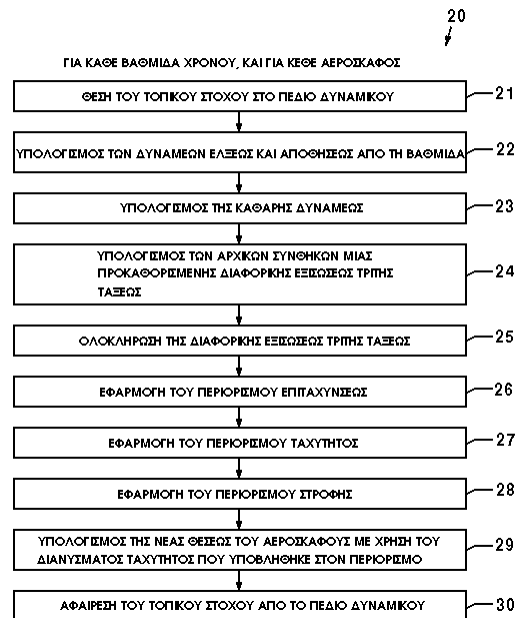 20
ΓΙΑ ΚΑΘΕ ΒΑΘΜΙΔΑ ΧΡΟΝΟΥ, ΚΑΙ ΓΙΑ ΚΕΘΕ ΑΕΡΟΣΚΑΦΟΣ
ΘΕΣΗ ΤΟΥ ΤΟΠΙΚΟΥ ΣΤΟΧΟΥ ΣΤΟ ΠΕΔΙΟ ΔΥΝΑΜΙΚΟΥ
21
ΥΠΟΛΟΓΙΣΜΟΣ ΤΩΝ ΔΥΝΑΜΕΩΝ ΕΛΞΕΩΣ ΚΑΙ ΑΠΟΘΗΣΕΩΣ ΑΠΟ ΤΗ ΒΑΘΜΙΔΑ
22
ΥΠΟΛΟΓΙΣΜΟΣ ΤΗΣ ΚΑΘΑΡΗΣ ΔΥΝΑΜΕΩΣ
23
ΥΠΟΛΟΓΙΣΜΟΣ ΤΩΝ ΑΡΧΙΚΩΝ ΣΥΝΘΗΚΩΝ ΜΙΑΣ
ΠΡΟΚΑΘΟΡΙΣΜΕΝΗΣ ΔΙΑΦΟΡΙΚΗΣ ΕΞΙΣΩΣΕΩΣ ΤΡΙΤΗΣ
ΤΑΞΕΩΣ
24
ΟΛΟΚΛΗΡΩΣΗ ΤΗΣ ΔΙΑΦΟΡΙΚΗΣ ΕΞΙΣΩΣΕΩΣ ΤΡΙΤΗΣ ΤΑΞΕΩΣ
25
ΕΦΑΡΜΟΓΗ ΤΟΥ ΠΕΡΙΟΡΙΣΜΟΥ ΕΠΙΤΑΧΥΝΣΕΩΣ
26
ΕΦΑΡΜΟΓΗ ΤΟΥ ΠΕΡΙΟΡΙΣΜΟΥ ΤΑΧΥΤΗΤΟΣ
27
ΕΦΑΡΜΟΓΗ ΤΟΥ ΠΕΡΙΟΡΙΣΜΟΥ ΣΤΡΟΦΗΣ
28
ΥΠΟΛΟΓΙΣΜΟΣ ΤΗΣ ΝΕΑΣ ΘΕΣΕΩΣ ΤΟΥ ΑΕΡΟΣΚΑΦΟΥΣ ΜΕ ΧΡΗΣΗ ΤΟΥ
ΔΙΑΝΥΣΜΑΤΟΣ ΤΑΧΥΤΗΤΟΣ ΠΟΥ ΥΠΟΒΛΗΘΗΚΕ ΣΤΟΝ ΠΕΡΙΟΡΙΣΜΟ
29
ΑΦΑΙΡΕΣΗ ΤΟΥ ΤΟΠΙΚΟΥ ΣΤΟΧΟΥ ΑΠΟ ΤΟ ΠΕΔΙΟ ΔΥΝΑΜΙΚΟΥ
30